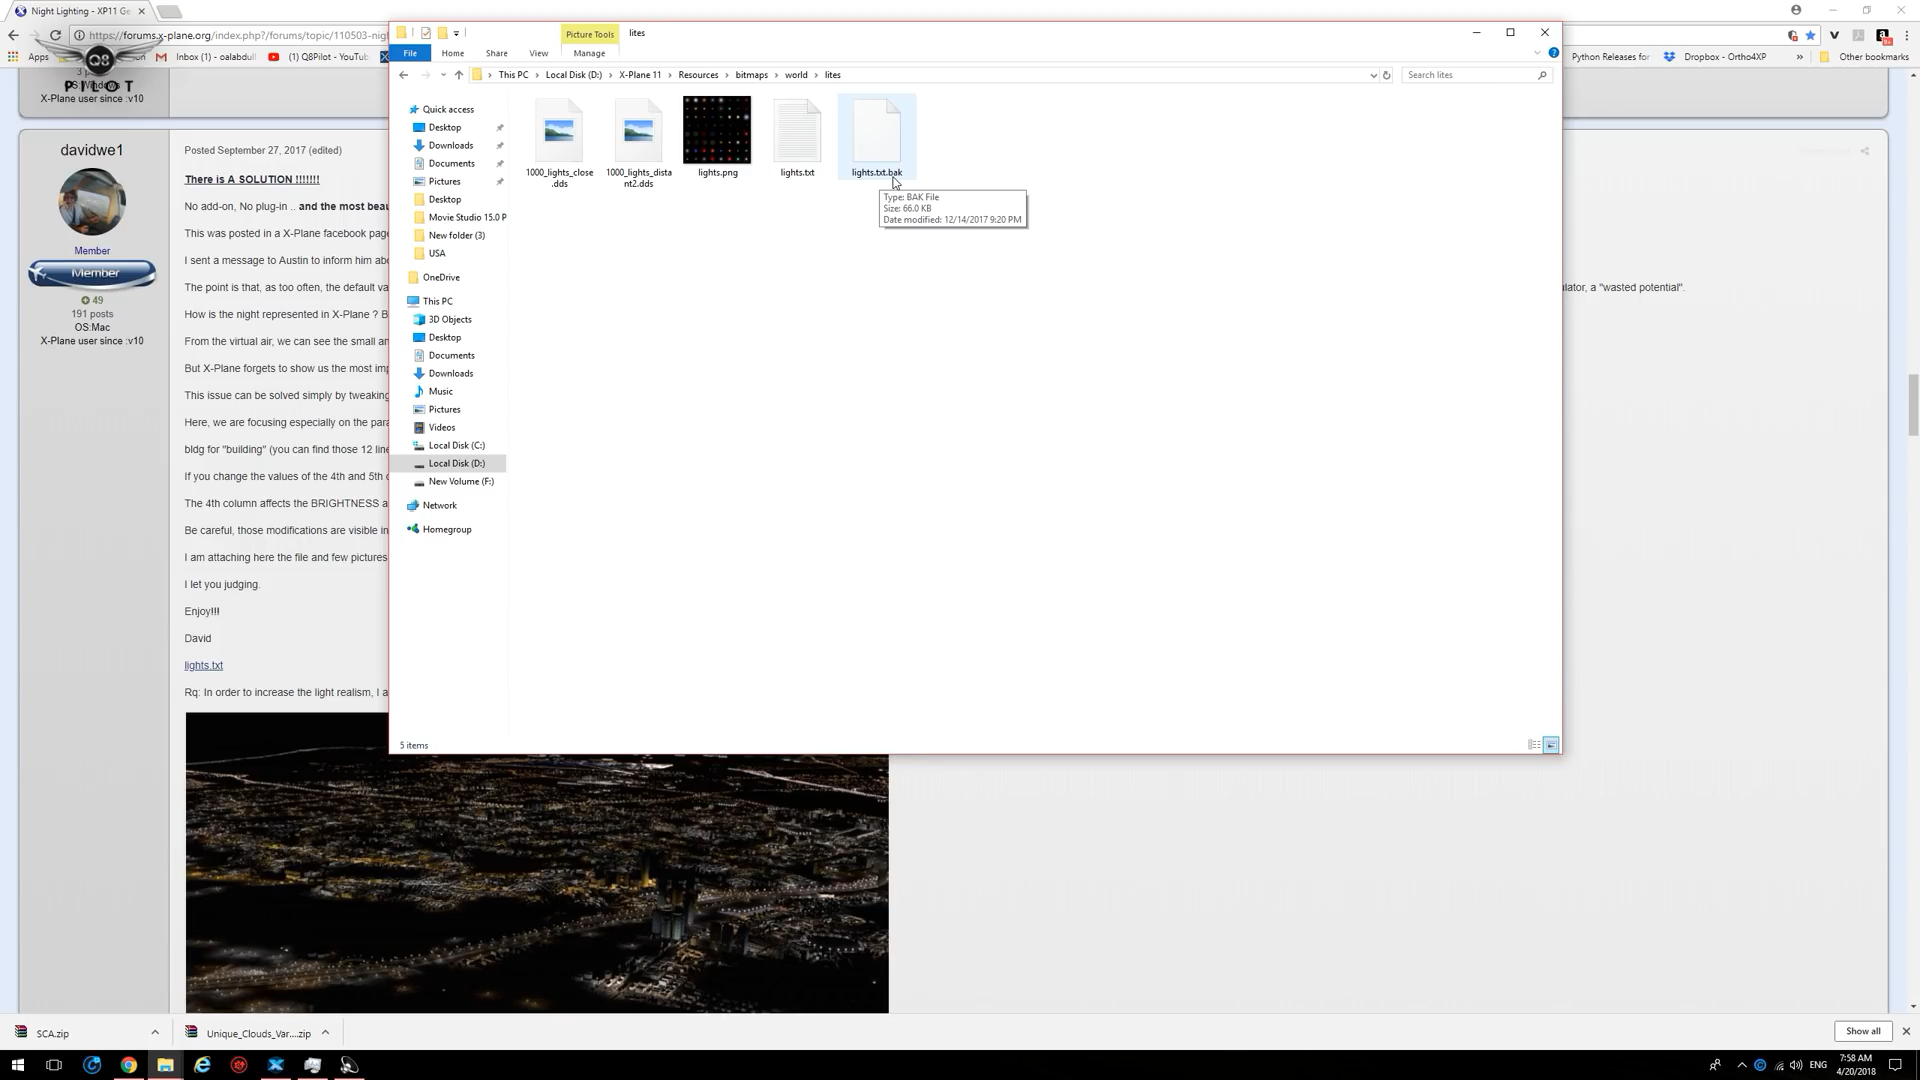 Night Lighting - XP11 Ge
https://forums.x-plane.org/index.php?/forums/topic/110503-nig
Apps
Inbox (1) - oalabdull
(1) Q8Pilot - YouTub
Python Releases for
Dropbox - Ortho4XP
»
Other bookmarks
Q8
PILOT
X-Plane user since :v10
Picture Tools
lites
File
Home
Share
View
Manage
This PC > Local Disk (D:) > X-Plane 11 > Resources > bitmaps > world > lites
Search lites
Quick access
Desktop
Downloads
Documents
Pictures
Desktop
Movie Studio 15.0 P
New folder (3)
USA
OneDrive
This PC
3D Objects
Desktop
Documents
Downloads
Music
Pictures
Videos
Local Disk (C:)
Local Disk (D:)
New Volume (F:)
Network
Homegroup
1000_lights_close
.dds
1000_lights_dista
nt2.dds
lights.png
lights.txt
lights.txt.bak
Type: BAK File
Size: 66.0 KB
Date modified: 12/14/2017 9:20 PM
5 items
davidwe1
Member
Member
49
191 posts
OS:Mac
X-Plane user since :v10
Posted September 27, 2017 (edited)
There is A SOLUTION !!!!!!!
No add-on, No plug-in .. and the most beau
This was posted in a X-Plane facebook page
I sent a message to Austin to inform him abo
The point is that, as too often, the default va
ulator, a "wasted potential".
How is the night represented in X-Plane ? B
From the virtual air, we can see the small an
But X-Plane forgets to show us the most imp
This issue can be solved simply by tweaking
Here, we are focusing especially on the para
bldg for "building" (you can find those 12 line
If you change the values of the 4th and 5th c
The 4th column affects the BRIGHTNESS a
Be careful, those modifications are visible in
I am attaching here the file and few pictures
I let you judging.
Enjoy!!!
David
lights.txt
Rq: In order to increase the light realism, I a
SCA.zip
Unique_Clouds_Var....zip
Show all
ENG
7:58 AM
4/20/2018